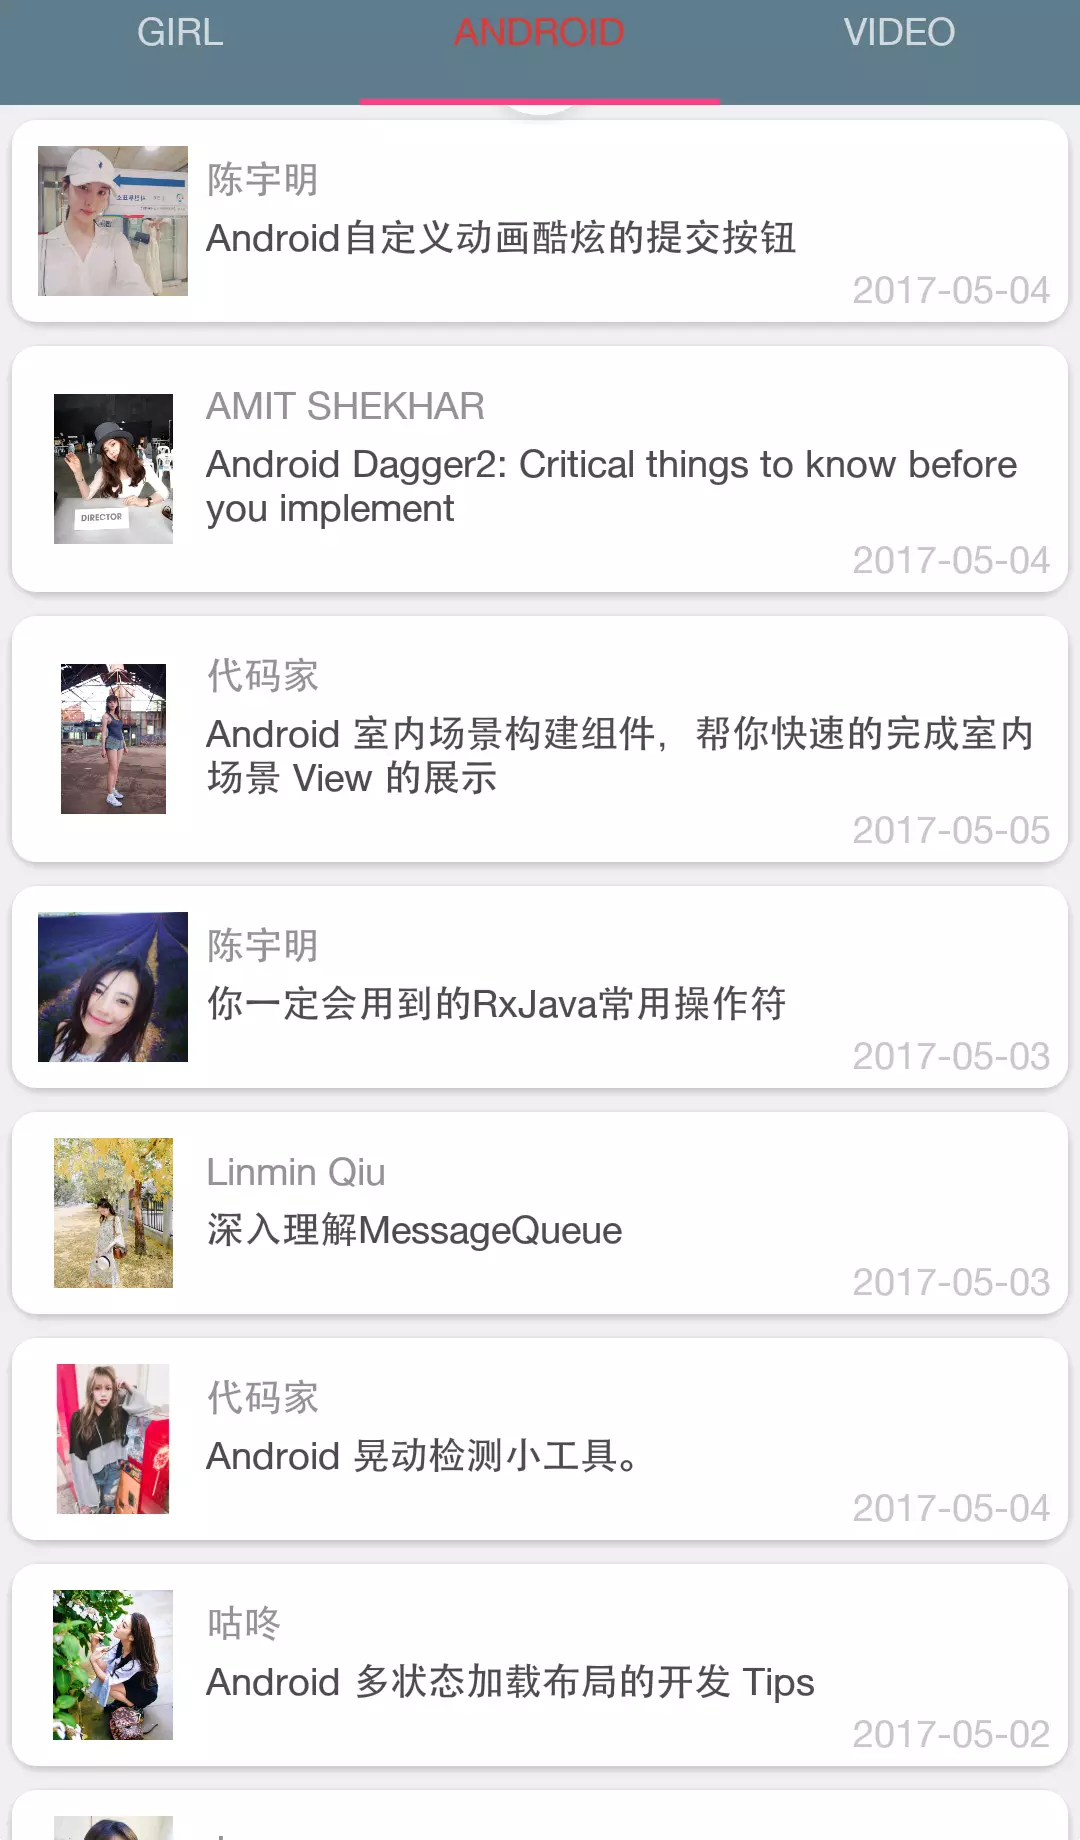 GIRL
ANDROID
VIDEO
陈宇明
Android自定义动画酷炫的提交按钮
2017-05-04
AMIT SHEKHAR
Android Dagger2: Critical things to know before
you implement
DIRECTOR
2017-05-04
代码家
Android 室内场景构建组件，帮你快速的完成室内
场景 View 的展示
2017-05-05
陈宇明
你一定会用到的RxJava常用操作符
2017-05-03
Linmin Qiu
深入理解MessageQueue
2017-05-03
代码家
Android 晃动检测小工具。
2017-05-04
咕咚
Android 多状态加载布局的开发 Tips
2017-05-02